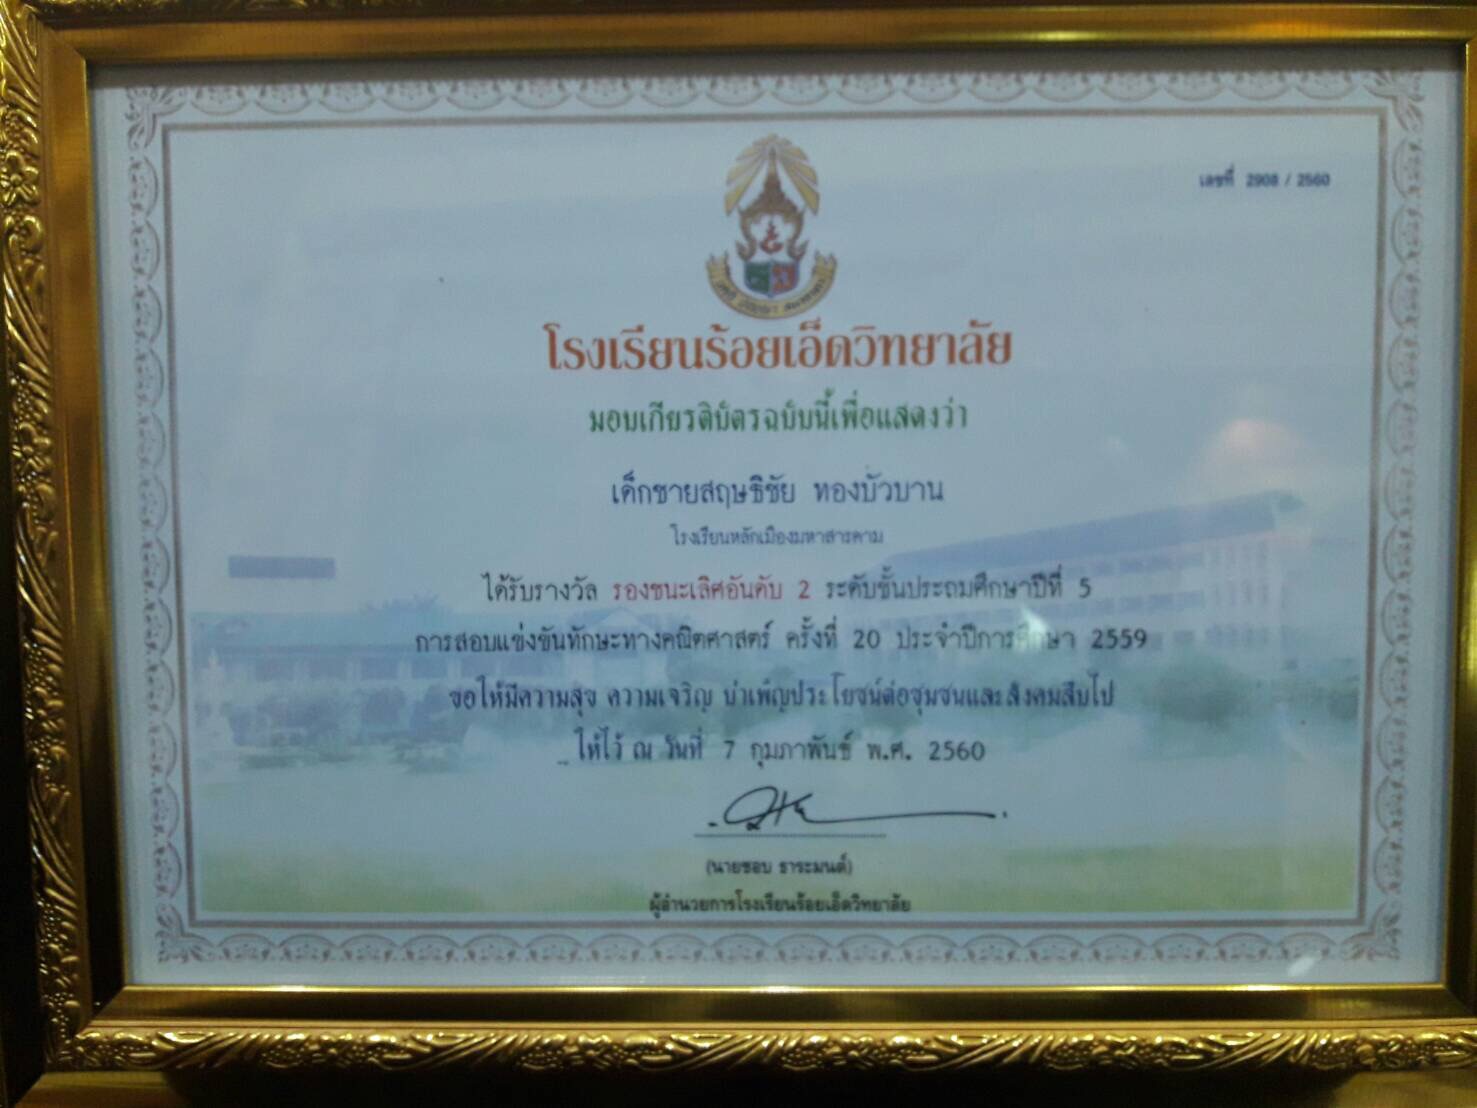 เลขที่ 2908 / 2560
โรงเรียนร้อยเอ็ดวิทยาลัย
มอบเกียรติบัตรฉบับนี้เพื่อแสดงว่า
เด็กชายสฤษธิชัย ทองบัวบาน
โรงเรียนหลักเมืองมหาสารคาม
ได้รับรางวัล รองชนะเลิศอันดับ 2 ระดับชั้นประถมศึกษาปีที่ 5
การสอบแข่งขันทักษะทางคณิตศาสตร์ ครั้งที่ 20 ประจำปีการศึกษา 2559
ขอให้มีความสุข ความเจริญ บำเพ็ญประโยชน์ต่อชุมชนและสังคมสืบไป
ให้ไว้ ณ วันที่ 7 กุมภาพันธ์ พ.ศ. 2560
(นายชอบ ธาระมนต์)
ผู้อำนวยการโรงเรียนร้อยเอ็ดวิทยาลัย